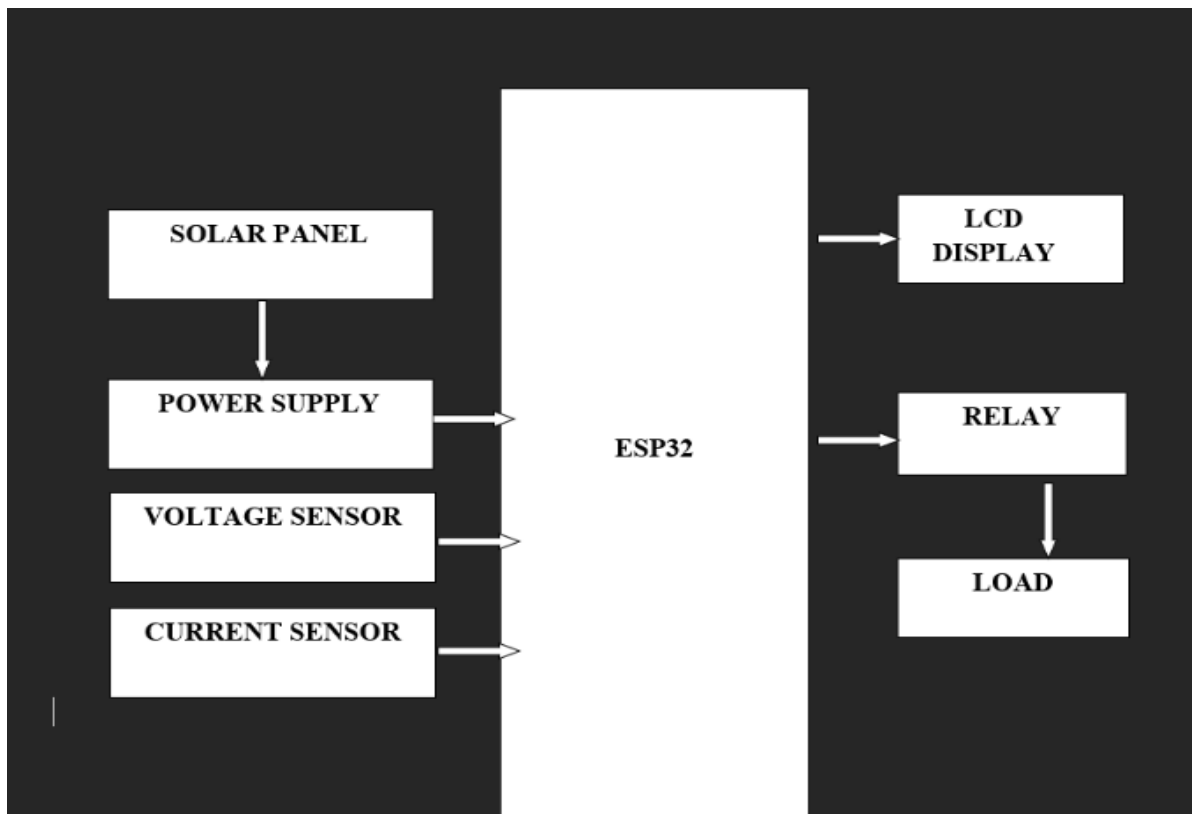 SOLAR PANEL
POWER SUPPLY
VOLTAGE SENSOR
CURRENT SENSOR
ESP32
LCD
DISPLAY
RELAY
LOAD